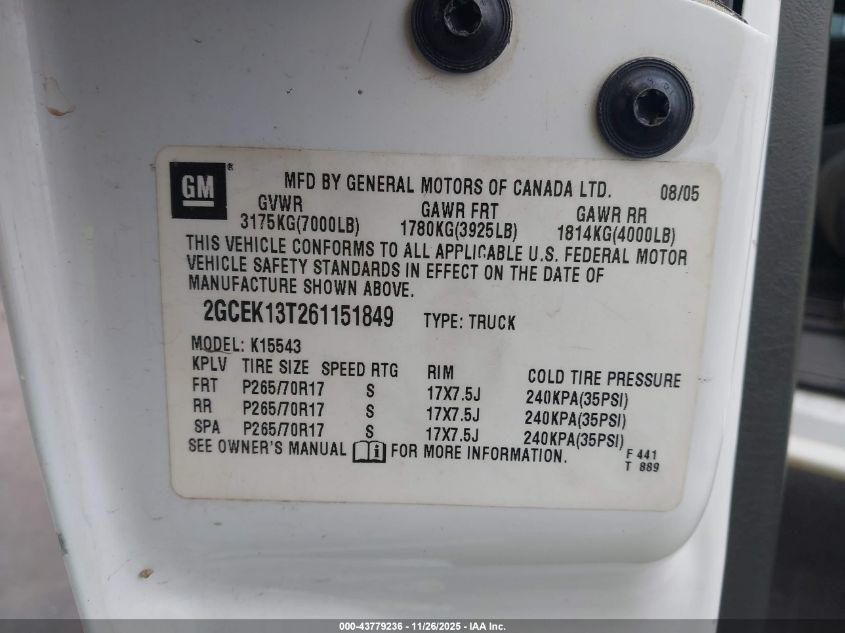 GM
MFD BY GENERAL MOTORS OF CANADA LTD. 08/05
GVWR GAWR FRT GAWR RR
3175KG(7000LB) 1780KG(3925LB) 1814KG(4000LB)
THIS VEHICLE CONFORMS TO ALL APPLICABLE U.S. FEDERAL MOTOR
VEHICLE SAFETY STANDARDS IN EFFECT ON THE DATE OF
MANUFACTURE SHOWN ABOVE.
2GCEK13T261151849 TYPE: TRUCK
MODEL: K15543
KPLV TIRE SIZE SPEED RTG RIM COLD TIRE PRESSURE
FRT P265/70R17 S 17X7.5J 240KPA(35PSI)
RR P265/70R17 S 17X7.5J 240KPA(35PSI)
SPA P265/70R17 S 17X7.5J 240KPA(35PSI)
SEE OWNER'S MANUAL FOR MORE INFORMATION. F 441
T 889
000-43779236 - 11/26/2025 - IAA Inc.